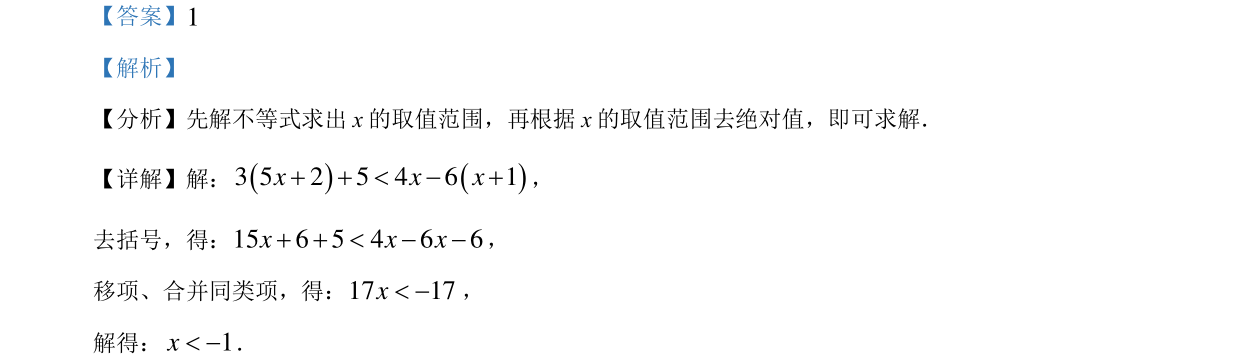 【答案】1
【解析】
【分析】先解不等式求出 x 的取值范围，再根据 x 的取值范围去绝对值，即可求解．
【详解】解：3(5x+2)+5<4x−6(x+1)，
去括号，得：15x+6+5<4x−6x−6，
移项、合并同类项，得：17x<−17，
解得：x<−1．